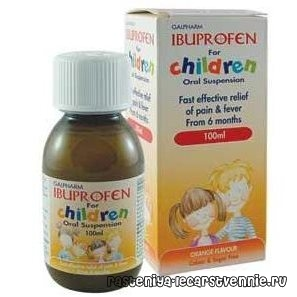 GALPHARM
IBUPROFEN
For
children
Oral Suspension
Fast effective relief
of pain & fever
From 6 months
100ml
ORANGE FLAVOUR
Colour & Sugar Free
GALPHARM
IBUPROFEN
For
children
Oral Suspension
100ml
rasteniya-lecarstvennie.ru